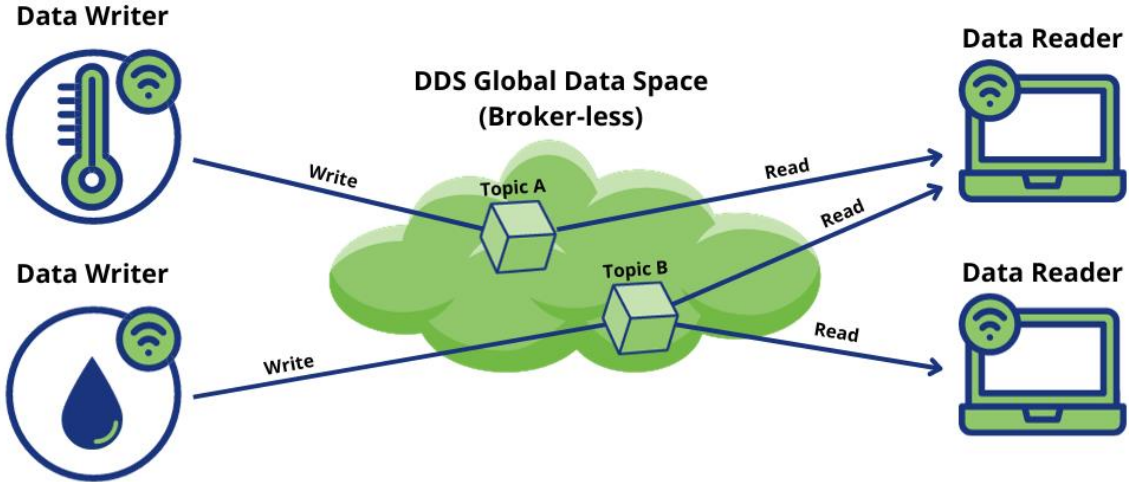 Data Writer
Data Reader
DDS Global Data Space
(Broker-less)
Write
Topic A
Read
Read
Data Writer
Topic B
Data Reader
Write
Read